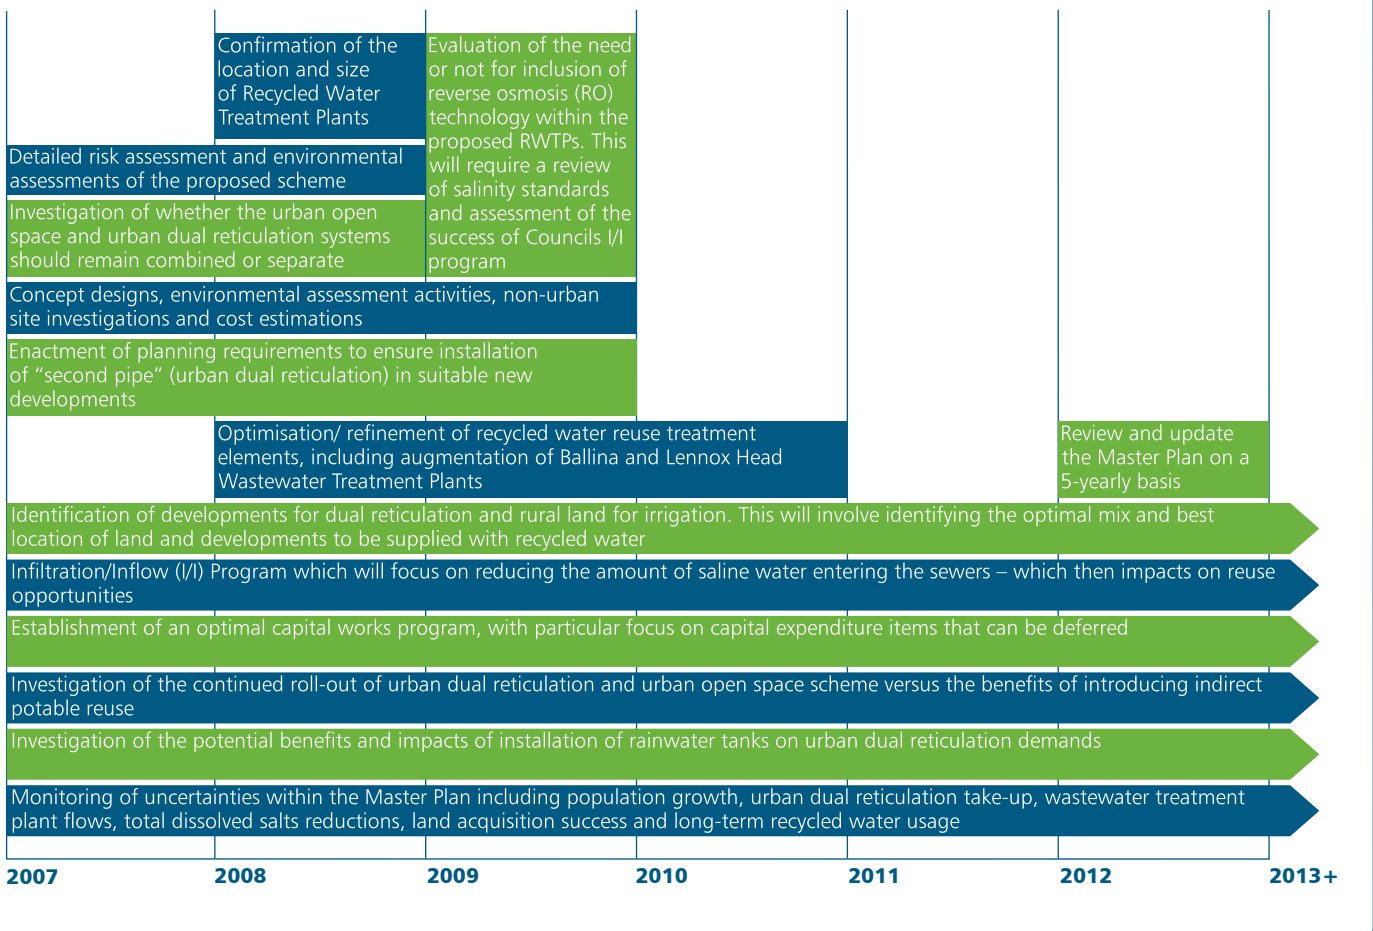 Confirmation of the
location and size
of Recycled Water
Treatment Plants
Evaluation of the need
or not for inclusion of
reverse osmosis (RO)
technology within the
proposed RWTPs. This
will require a review
of salinity standards
and assessment of the
success of Councils I/I
program
Detailed risk assessment and environmental
assessments of the proposed scheme
Investigation of whether the urban open
space and urban dual reticulation systems
should remain combined or separate
Concept designs, environmental assessment activities, non-urban
site investigations and cost estimations
Enactment of planning requirements to ensure installation
of “second pipe“ (urban dual reticulation) in suitable new
developments
Optimisation/ refinement of recycled water reuse treatment
elements, including augmentation of Ballina and Lennox Head
Wastewater Treatment Plants
Review and update
the Master Plan on a
5-yearly basis
Identification of developments for dual reticulation and rural land for irrigation. This will involve identifying the optimal mix and best
location of land and developments to be supplied with recycled water
Infiltration/Inflow (I/I) Program which will focus on reducing the amount of saline water entering the sewers – which then impacts on reuse
opportunities
Establishment of an optimal capital works program, with particular focus on capital expenditure items that can be deferred
Investigation of the continued roll-out of urban dual reticulation and urban open space scheme versus the benefits of introducing indirect
potable reuse
Investigation of the potential benefits and impacts of installation of rainwater tanks on urban dual reticulation demands
Monitoring of uncertainties within the Master Plan including population growth, urban dual reticulation take-up, wastewater treatment
plant flows, total dissolved salts reductions, land acquisition success and long-term recycled water usage
2007 2008 2009 2010 2011 2012 2013+